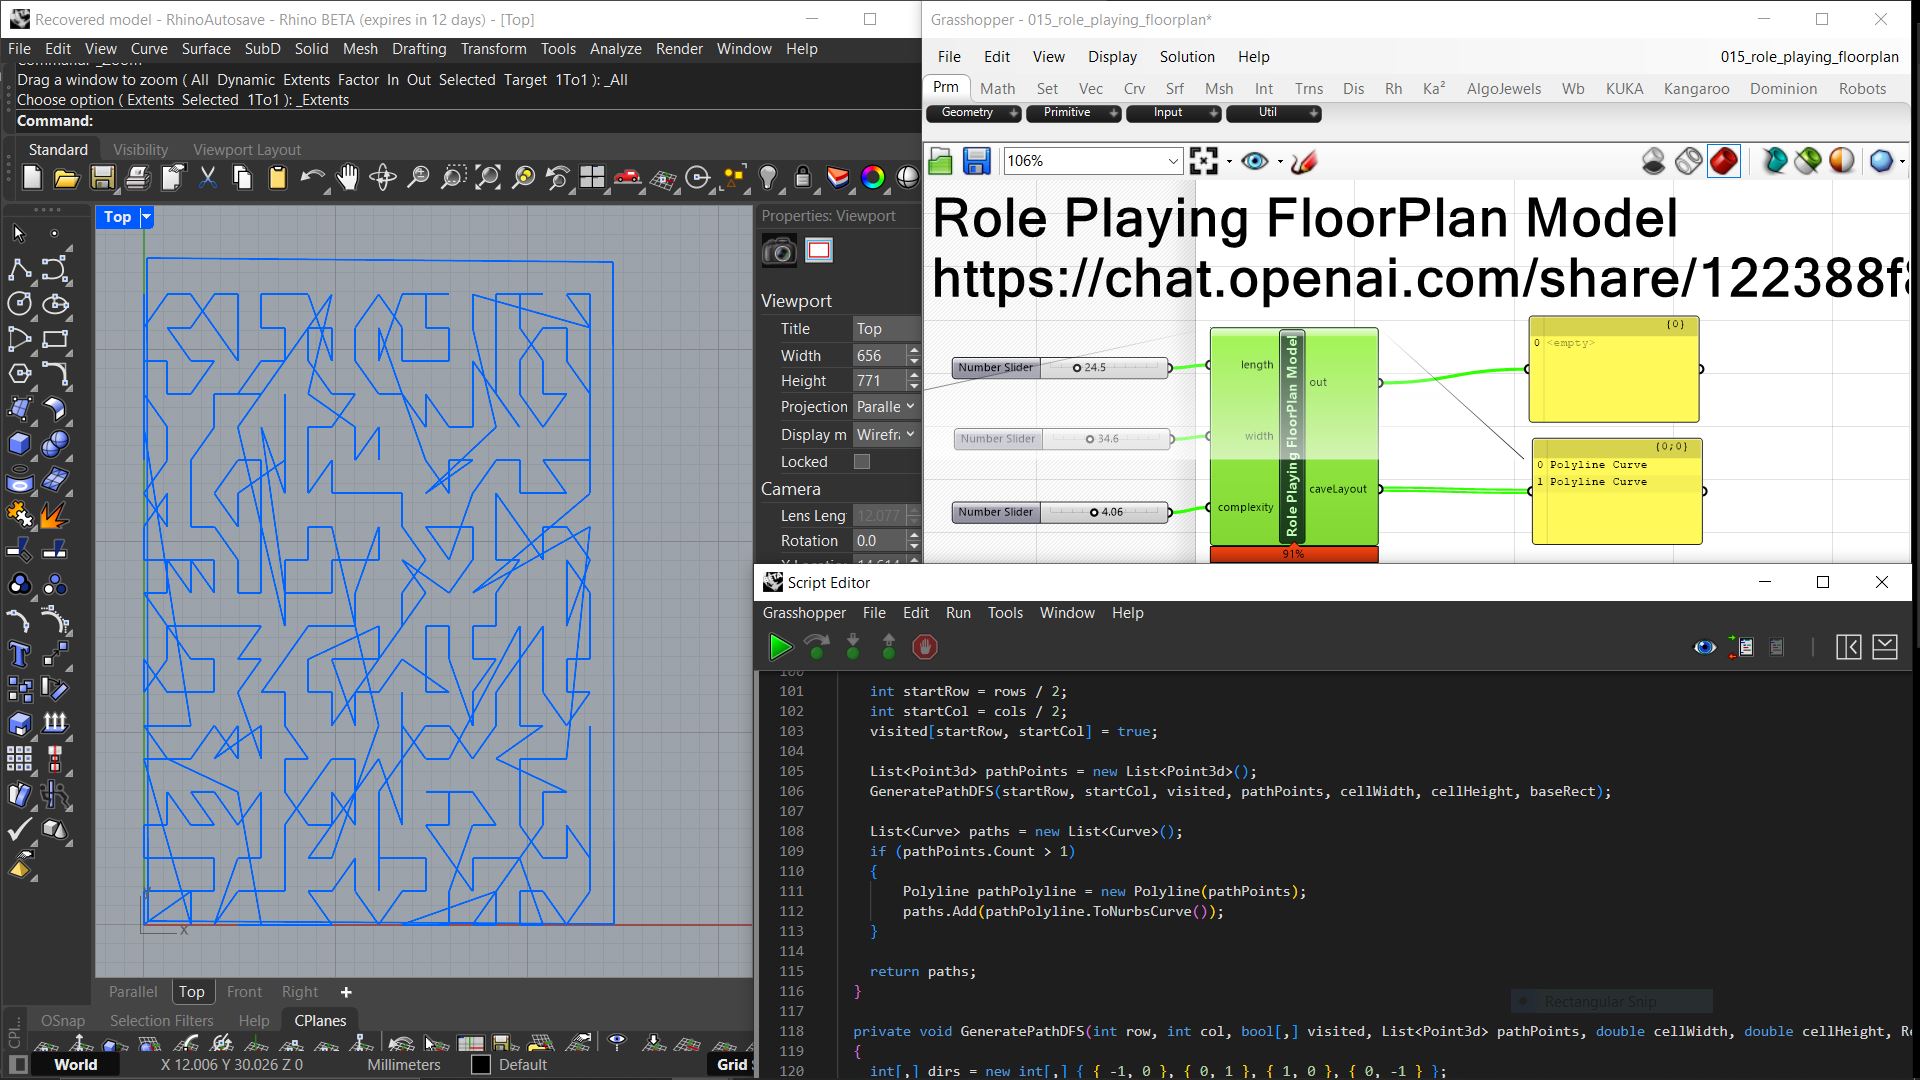 Recovered model - RhinoAutosave - Rhino BETA (expires in 12 days) - [Top]
File Edit View Curve Surface SubD Solid Mesh Drafting Transform Tools Analyze Render Window Help
Drag a window to zoom ( All Dynamic Extents Factor In Out Selected Target 1To1 ): _All
Choose option ( Extents Selected 1To1 ): _Extents
Command:
Standard Visibility Viewport Layout
Top
Properties: Viewport
Viewport
Title Top
Width 656
Height 771
Projection Paralle
Display m Wirefra
Locked
Camera
Lens Leng 12.077
Rotation 0.0
x
Parallel Top Front Right
OSnap Selection Filters Help CPlanes
CPl...
World X 12.006 Y 30.026 Z 0 Millimeters Default Grid S
Grasshopper - 015_role_playing_floorplan*
File Edit View Display Solution Help 015_role_playing_floorplan
Prm Math Set Vec Crv Srf Msh Int Trns Dis Rh Ka² AlgoJewels Wb KUKA Kangaroo Dominion Robots
Geometry Primitive Input Util
106%
Role Playing FloorPlan Model
https://chat.openai.com/share/122388f8
Number Slider 24.5
Number Slider 34.6
Number Slider 4.06
length
width
complexity
Role Playing FloorPlan Model
out
caveLayout
91%
{0}
0 <empty>
{0;0}
0 Polyline Curve
1 Polyline Curve
Script Editor
Grasshopper File Edit Run Tools Window Help
100
101 int startRow = rows / 2;
102 int startCol = cols / 2;
103 visited[startRow, startCol] = true;
104
105 List<Point3d> pathPoints = new List<Point3d>();
106 GeneratePathDFS(startRow, startCol, visited, pathPoints, cellWidth, cellHeight, baseRect);
107
108 List<Curve> paths = new List<Curve>();
109 if (pathPoints.Count > 1)
110 {
111 Polyline pathPolyline = new Polyline(pathPoints);
112 paths.Add(pathPolyline.ToNurbsCurve());
113 }
114
115 return paths;
116 }
117
118 private void GeneratePathDFS(int row, int col, bool[,] visited, List<Point3d> pathPoints, double cellWidth, double cellHeight, Re
119 {
120 int[,] dirs = new int[,] { { -1, 0 }, { 0, 1 }, { 1, 0 }, { 0, -1 } };
Rectangular Snip